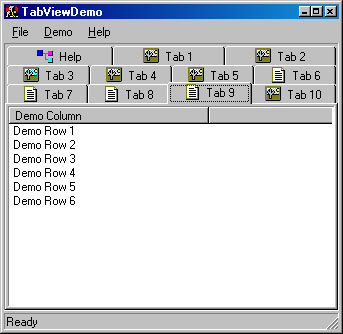 TabViewDemo
File Demo Help
Help Tab 1 Tab 2
Tab 3 Tab 4 Tab 5 Tab 6
Tab 7 Tab 8 Tab 9 Tab 10
Demo Column
Demo Row 1
Demo Row 2
Demo Row 3
Demo Row 4
Demo Row 5
Demo Row 6
Ready